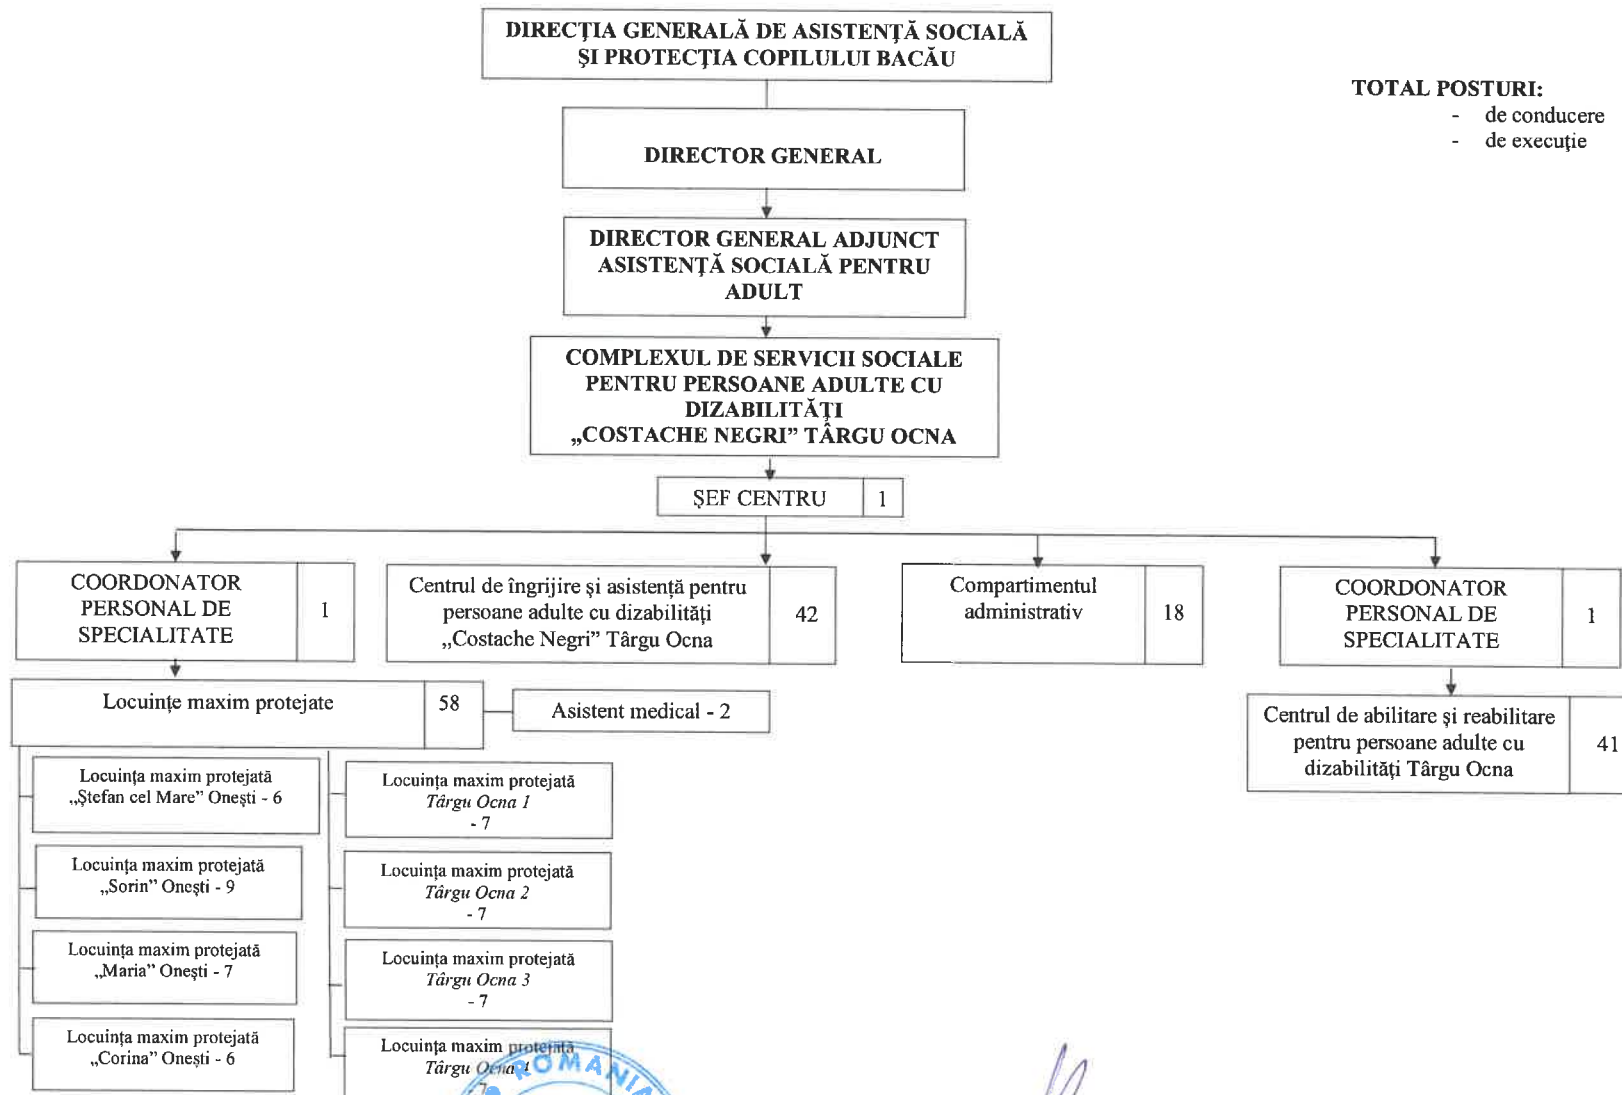 DIRECŢIA GENERALĂ DE ASISTENŢĂ SOCIALĂ
ŞI PROTECŢIA COPILULUI BACĂU
TOTAL POSTURI:
- de conducere
- de execuţie
DIRECTOR GENERAL
DIRECTOR GENERAL ADJUNCT
ASISTENŢĂ SOCIALĂ PENTRU
ADULT
COMPLEXUL DE SERVICII SOCIALE
PENTRU PERSOANE ADULTE CU
DIZABILITĂŢI
„COSTACHE NEGRI” TÂRGU OCNA
ŞEF CENTRU 1
COORDONATOR
PERSONAL DE
SPECIALITATE
1
Centrul de îngrijire şi asistenţă pentru
persoane adulte cu dizabilităţi
„Costache Negri” Târgu Ocna
42
Compartimentul
administrativ
18
COORDONATOR
PERSONAL DE
SPECIALITATE
1
Locuinţe maxim protejate 58
Asistent medical - 2
Centrul de abilitare şi reabilitare
pentru persoane adulte cu
dizabilităţi Târgu Ocna
41
Locuinţa maxim protejată
„Ştefan cel Mare” Oneşti - 6
Locuinţa maxim protejată
„Sorin” Oneşti - 9
Locuinţa maxim protejată
„Maria” Oneşti - 7
Locuinţa maxim protejată
„Corina” Oneşti - 6
Locuinţa maxim protejată
Târgu Ocna 1
- 7
Locuinţa maxim protejată
Târgu Ocna 2
- 7
Locuinţa maxim protejată
Târgu Ocna 3
- 7
Locuinţa maxim protejată
Târgu Ocna 4
- 7
ROMANIA